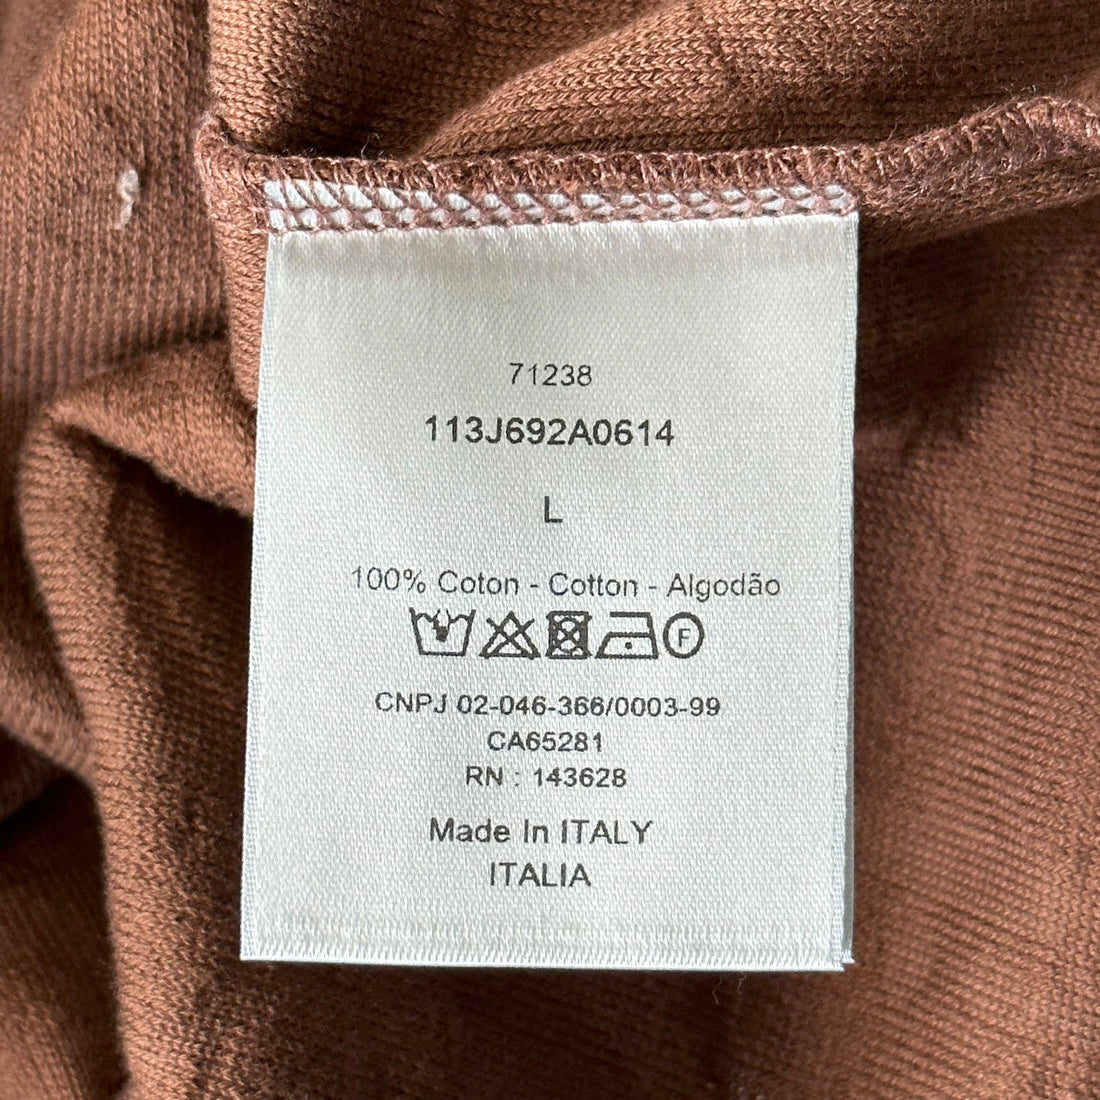 71238
113J692A0614
L
100% Coton - Cotton - Algodão
F
CNPJ 02-046-366/0003-99
CA65281
RN : 143628
Made In ITALY
ITALIA